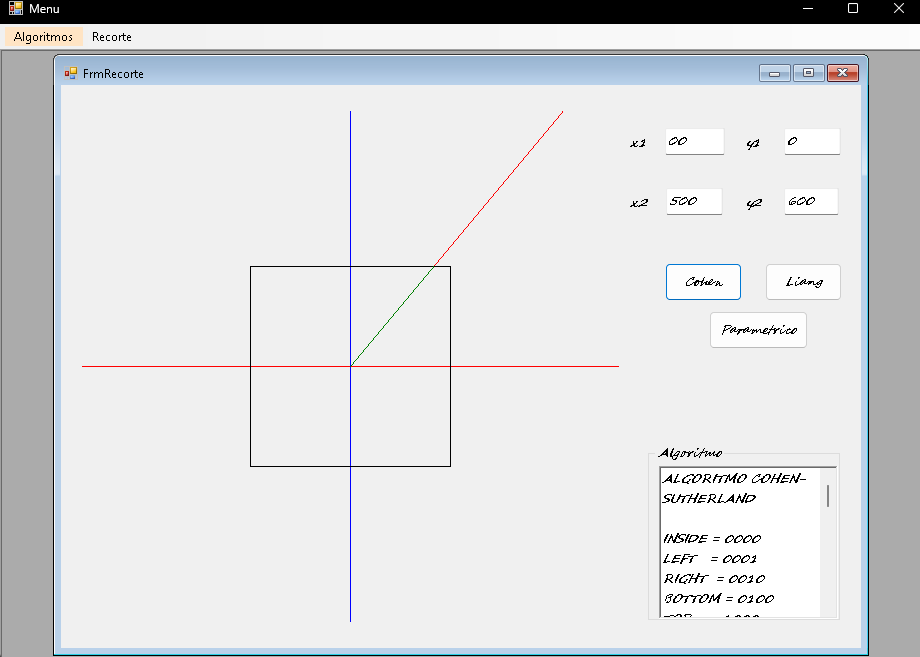 Menu
Algoritmos Recorte
FrmRecorte
x1 00 y1 0
x2 500 y2 600
Cohen Liang
Parametrico
Algoritmo
ALGORITMO COHEN-
SUTHERLAND
INSIDE = 0000
LEFT = 0001
RIGHT = 0010
BOTTOM = 0100